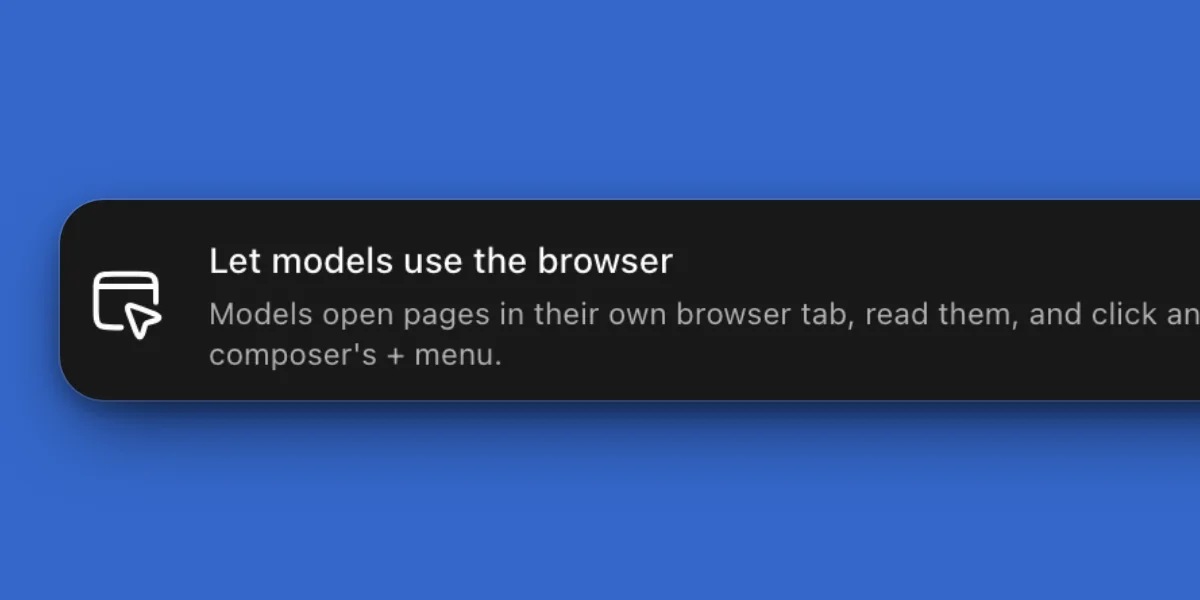 Let models use the browser
Models open pages in their own browser tab, read them, and click an
composer's + menu.